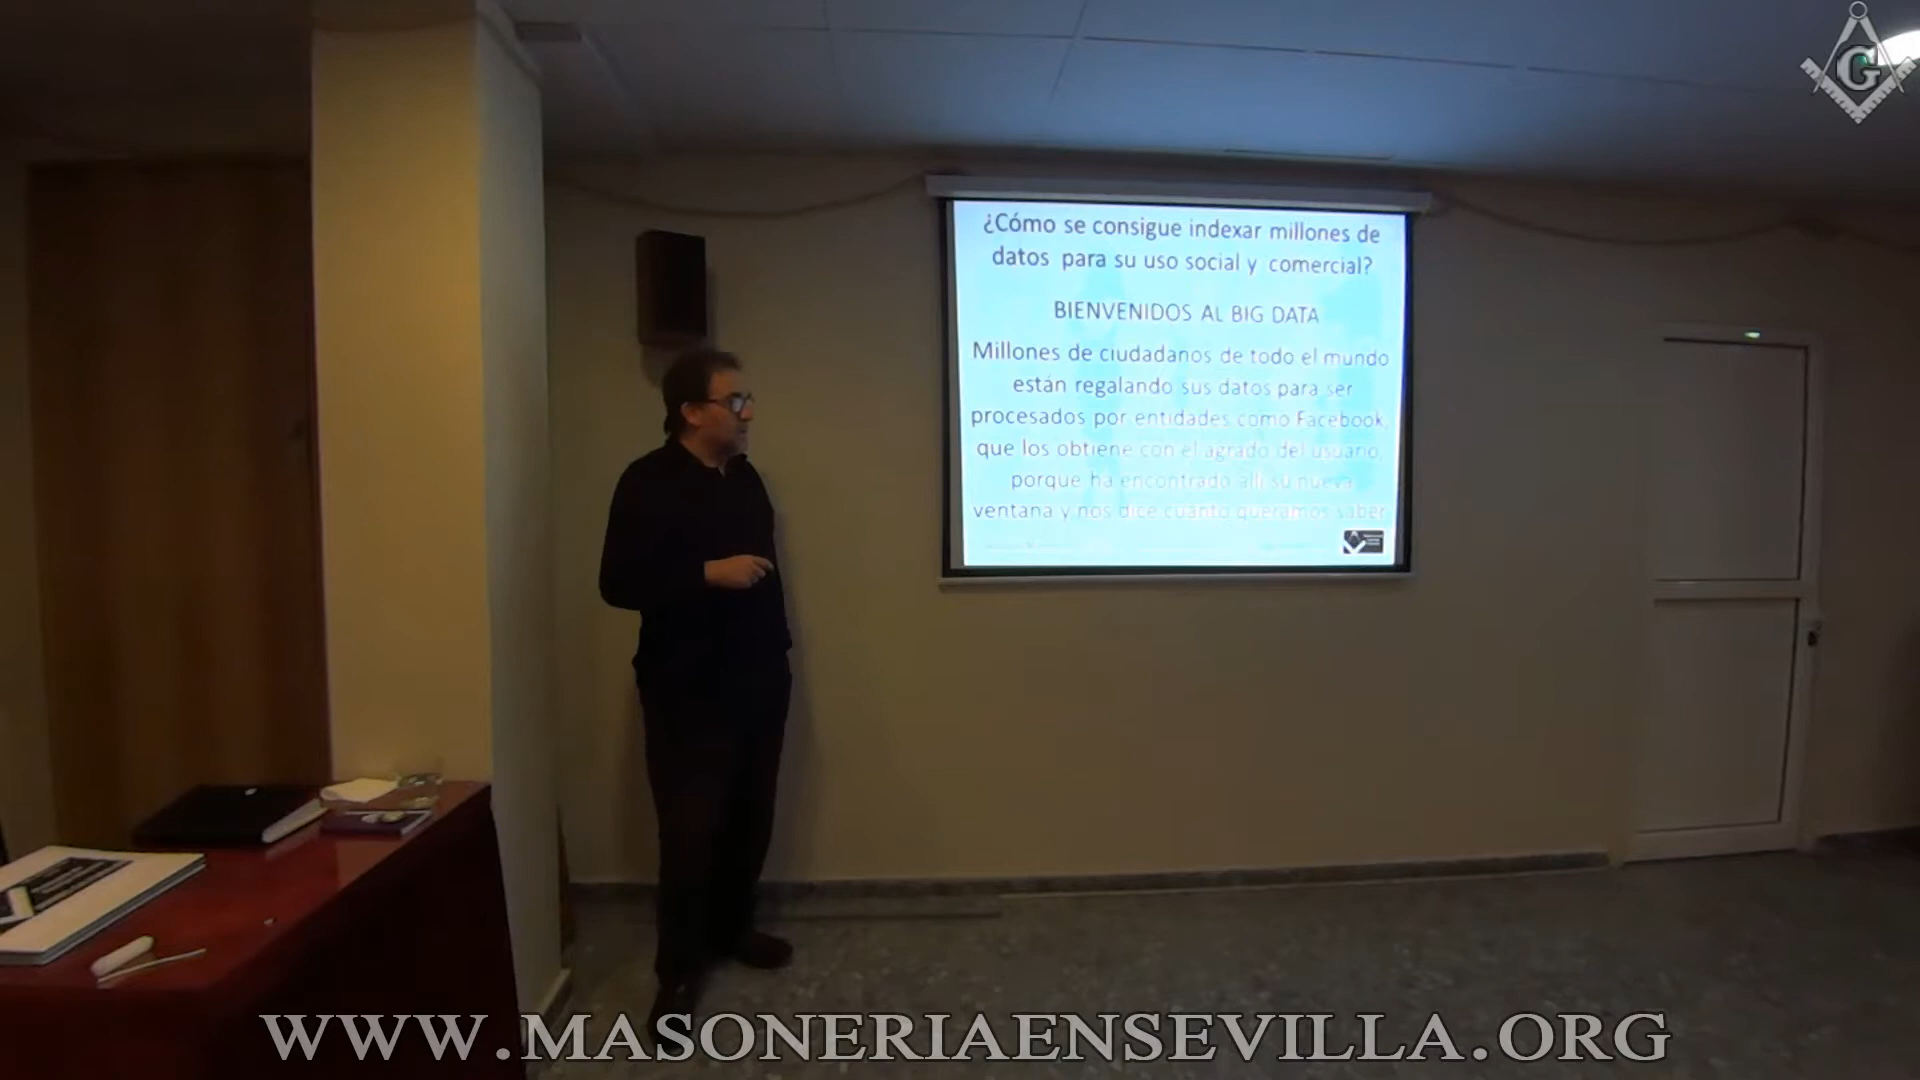 G
¿Cómo se consigue indexar millones de
datos para su uso social y comercial?
BIENVENIDOS AL BIG DATA
Millones de ciudadanos de todo el mundo
están regalando sus datos para ser
procesados por entidades como Facebook,
que los obtiene con el agrado del usuario,
porque ha encontrado allí su nueva
ventana y nos dice cuanto queramos saber
WWW.MASONERIAENSEVILLA.ORG